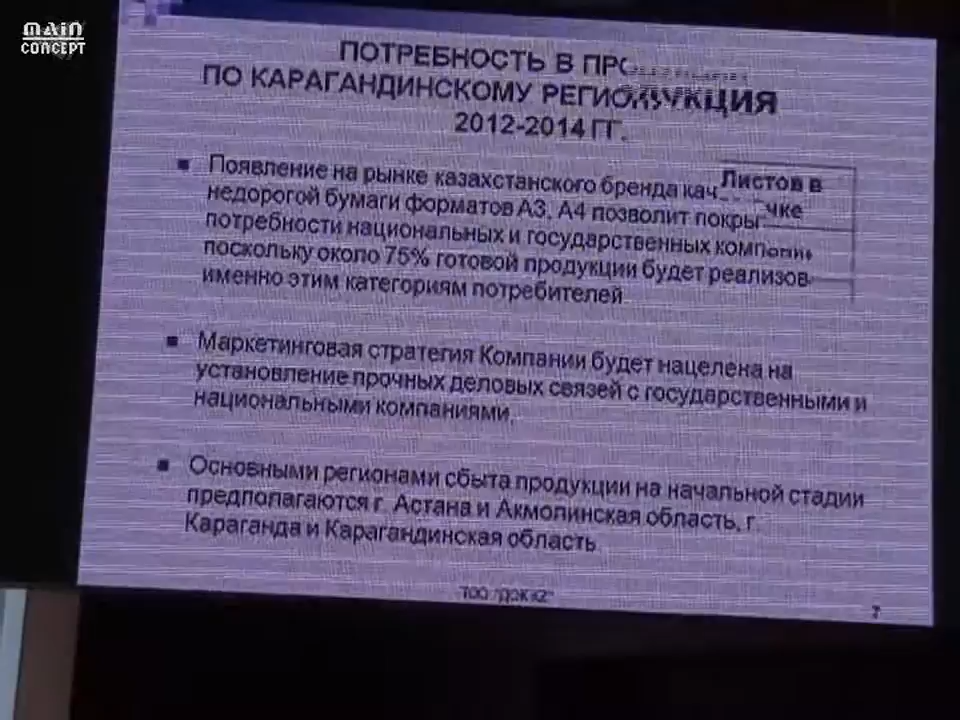 MAIN
CONCEPT
ПОТРЕБНОСТЬ В
ПО КАРАГАНДИНСКОМУ
2012-2014 ГГ.
Появление на рынке казахстанского бренда Листов в
недорогой бумаги форматов А3, А4 позволит
потребности национальных и государственных
поскольку около 75% готовой продукции будет
именно этим категориям потребителей
Маркетинговая стратегия Компании будет нацелена на
установление прочных деловых связей с государственными и
национальными компаниями.
Основными регионами сбыта продукции на начальной стадии
предполагаются г. Астана и Акмолинская область, г.
Караганда и Карагандинская область
ТОО
7